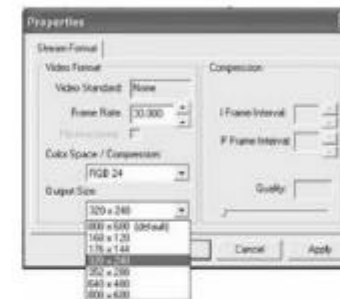 Properties
Stream Format
Video Format
Video Standard: None
Frame Rate: 30.000
Color Space / Compression:
RGB 24
Output Size:
320 x 240
800 x 600 (default)
160 x 120
176 x 144
320 x 240
352 x 288
640 x 480
800 x 600
Compression
I Frame Interval:
P Frame Interval:
Quality:
Cancel
Apply